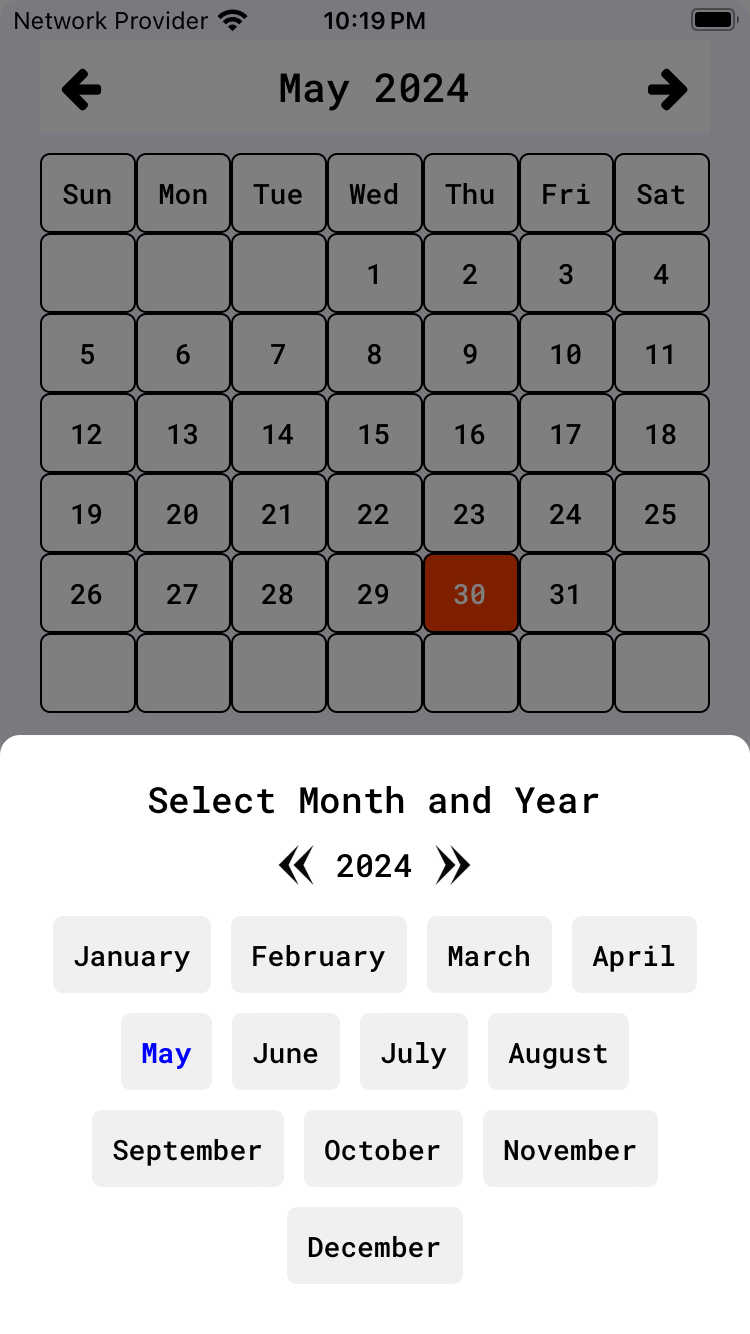 Network Provider 10:19 PM
May 2024
Sun Mon Tue Wed Thu Fri Sat
1 2 3 4
5 6 7 8 9 10 11
12 13 14 15 16 17 18
19 20 21 22 23 24 25
26 27 28 29 30 31
Select Month and Year
2024
January February March April
May June July August
September October November
December